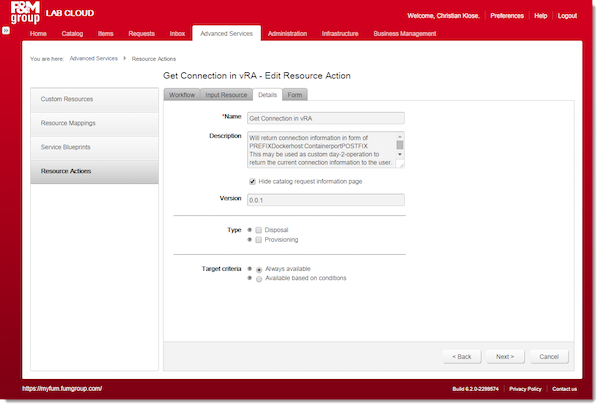 F&M
group
LAB CLOUD
Welcome, Christian Klose.
Preferences
Help
Logout
Home
Catalog
Items
Requests
Inbox
Advanced Services
Administration
Infrastructure
Business Management
You are here:
Advanced Services
Resource Actions
Get Connection in vRA - Edit Resource Action
Custom Resources
Resource Mappings
Service Blueprints
Resource Actions
Workflow
Input Resource
Details
Form
*Name
Get Connection in vRA
Description
Will return connection information in form of
PREFIXDockerhost:ContainerportPOSTFIX
This may be used as custom day-2-operation to
return the current connection information to the user.
Hide catalog request information page
Version
0.0.1
Type
Disposal
Provisioning
Target criteria
Always available
Available based on conditions
< Back
Next >
Cancel
https://myfum.fumgroup.com/
Build 6.2.0-2299574
Privacy Policy
Contact us